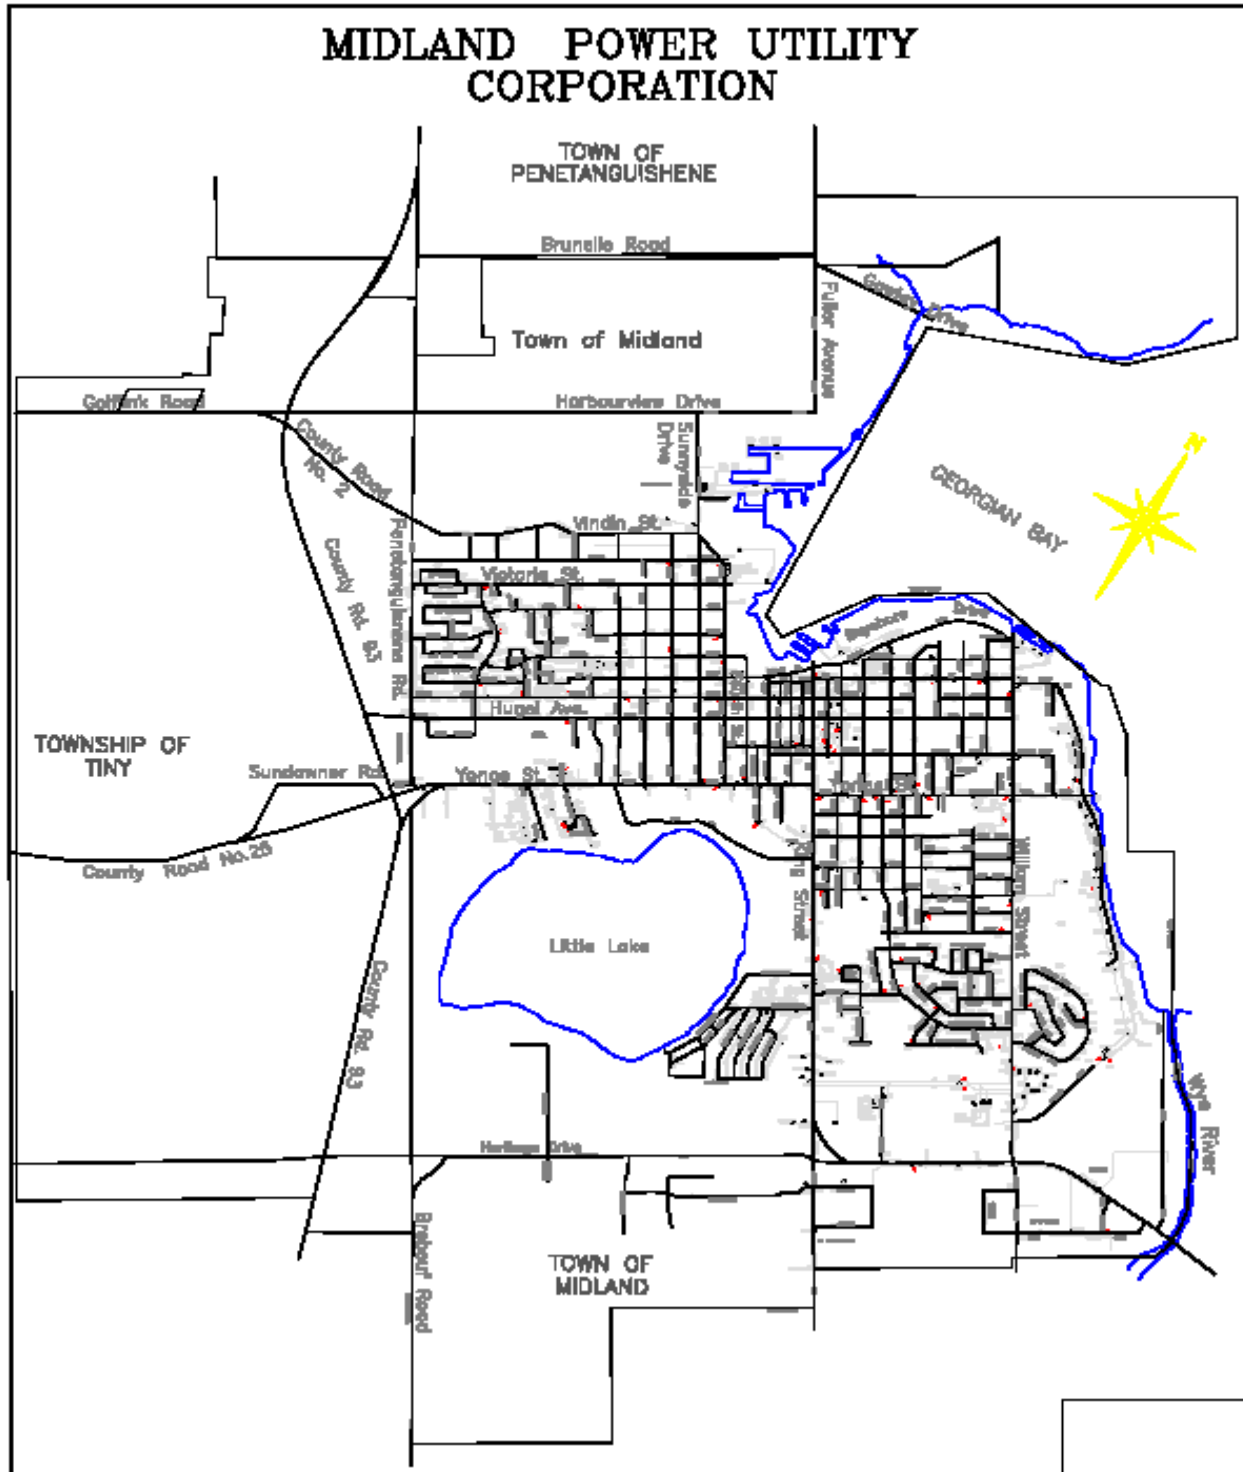 MIDLAND POWER UTILITY
CORPORATION
TOWN OF
PENETANGUISHENE
Brunelle Road
Fuller Avenue
Drive
Town of Midland
Golflink Road
Harbourview Drive
Sunnyside
Drive
County Road
No. 2
N
GEORGIAN BAY
Vindin St.
Victoria St.
County Rd. 93
Penetanguishene Rd.
Drive
Hugel Ave.
TOWNSHIP OF
TINY
Sundowner Rd.
Yonge St.
County Road No.25
King Street
William Street
Little Lake
County Rd. 93
Wye River
Heritage Drive
Brebeuf Road
TOWN OF
MIDLAND